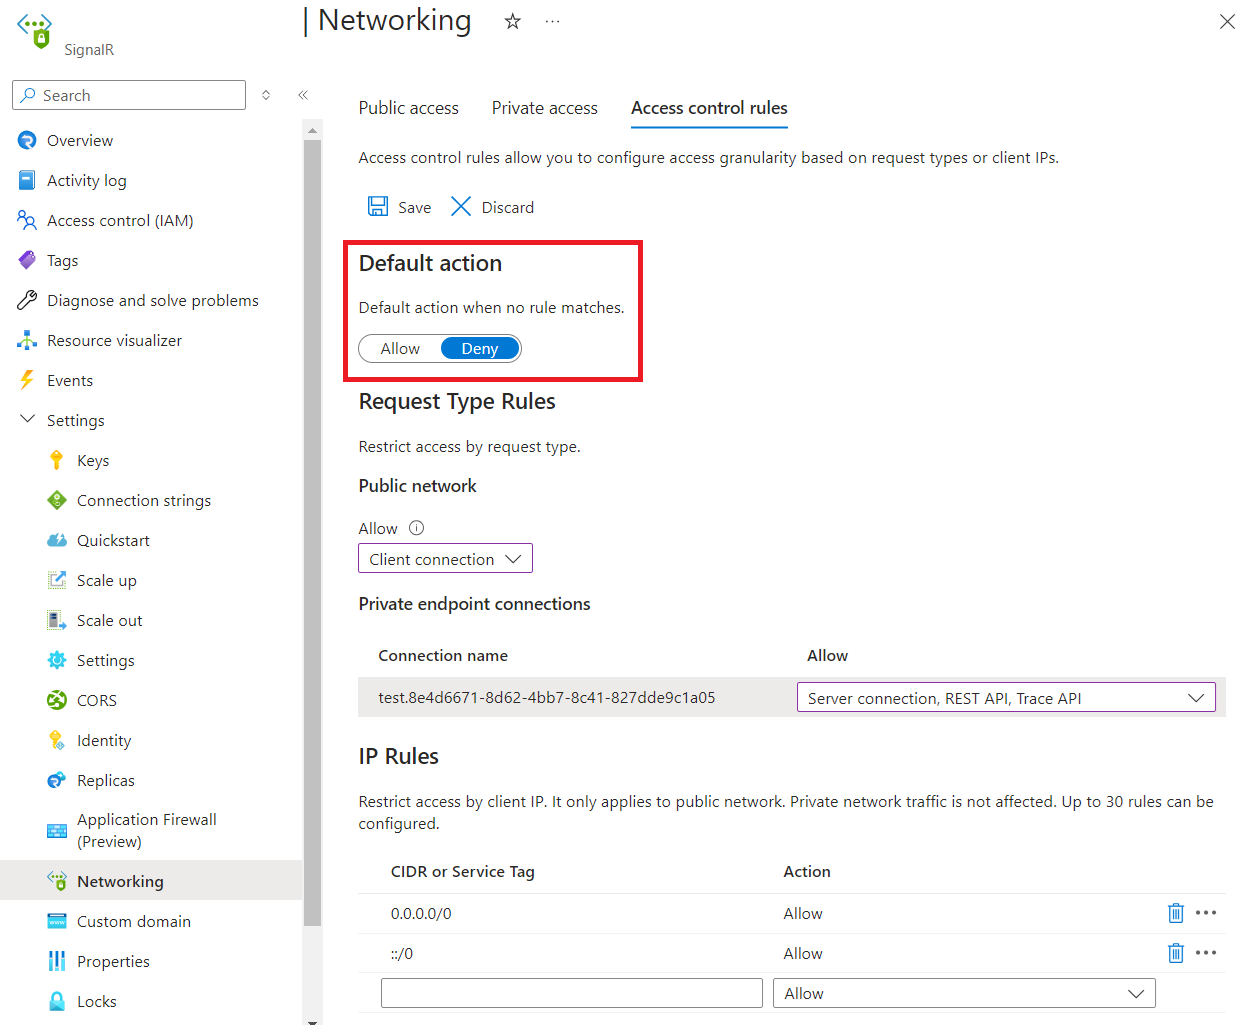 | Networking
SignalR
Search
Overview
Activity log
Access control (IAM)
Tags
Diagnose and solve problems
Resource visualizer
Events
Settings
Keys
Connection strings
Quickstart
Scale up
Scale out
Settings
CORS
Identity
Replicas
Application Firewall
(Preview)
Networking
Custom domain
Properties
Locks
Public access
Private access
Access control rules
Access control rules allow you to configure access granularity based on request types or client IPs.
Save
Discard
Default action
Default action when no rule matches.
Allow
Deny
Request Type Rules
Restrict access by request type.
Public network
Allow
Client connection
Private endpoint connections
Connection name
Allow
test.8e4d6671-8d62-4bb7-8c41-827dde9c1a05
Server connection, REST API, Trace API
IP Rules
Restrict access by client IP. It only applies to public network. Private network traffic is not affected. Up to 30 rules can be
configured.
CIDR or Service Tag
Action
0.0.0.0/0
Allow
::/0
Allow
Allow